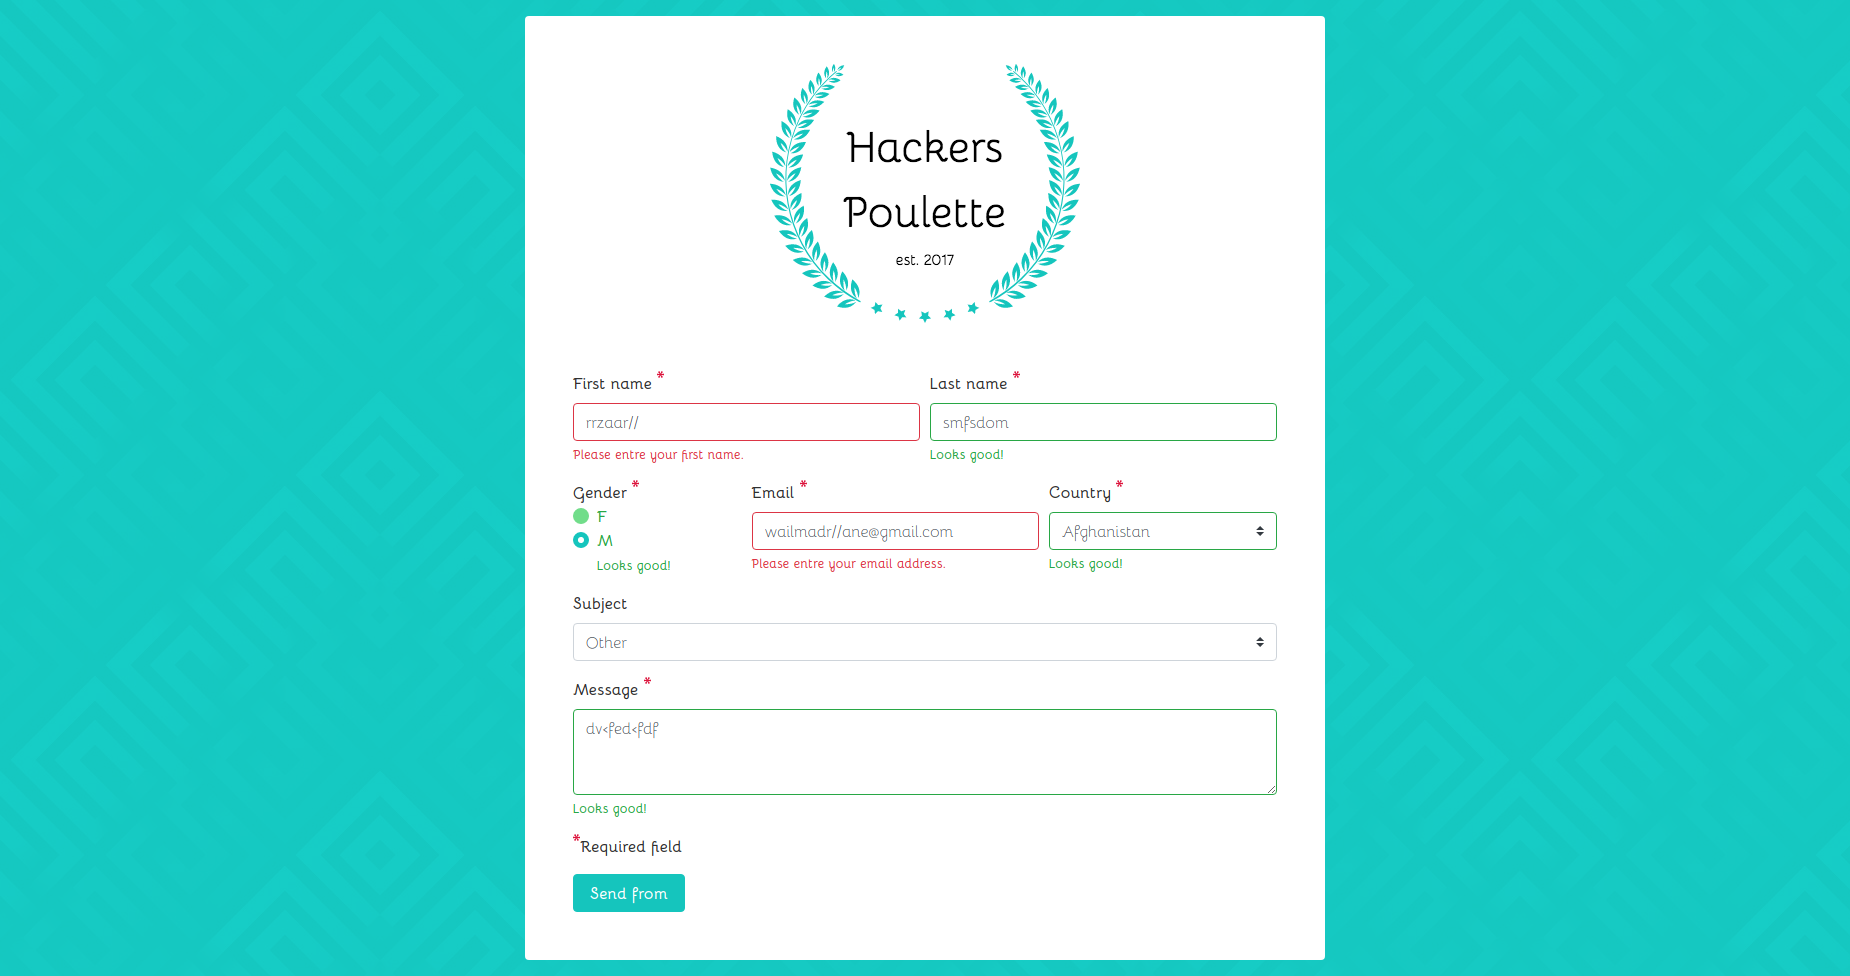 Hackers
Poulette
est. 2017
First name *
Last name *
rrzaar//
smfsdom
Please entre your first name.
Looks good!
Gender *
Email *
Country *
F
M
wailmadr//ane@gmail.com
Afghanistan
Looks good!
Please entre your email address.
Looks good!
Subject
Other
Message *
dv<fed<fdf
Looks good!
*Required field
Send from